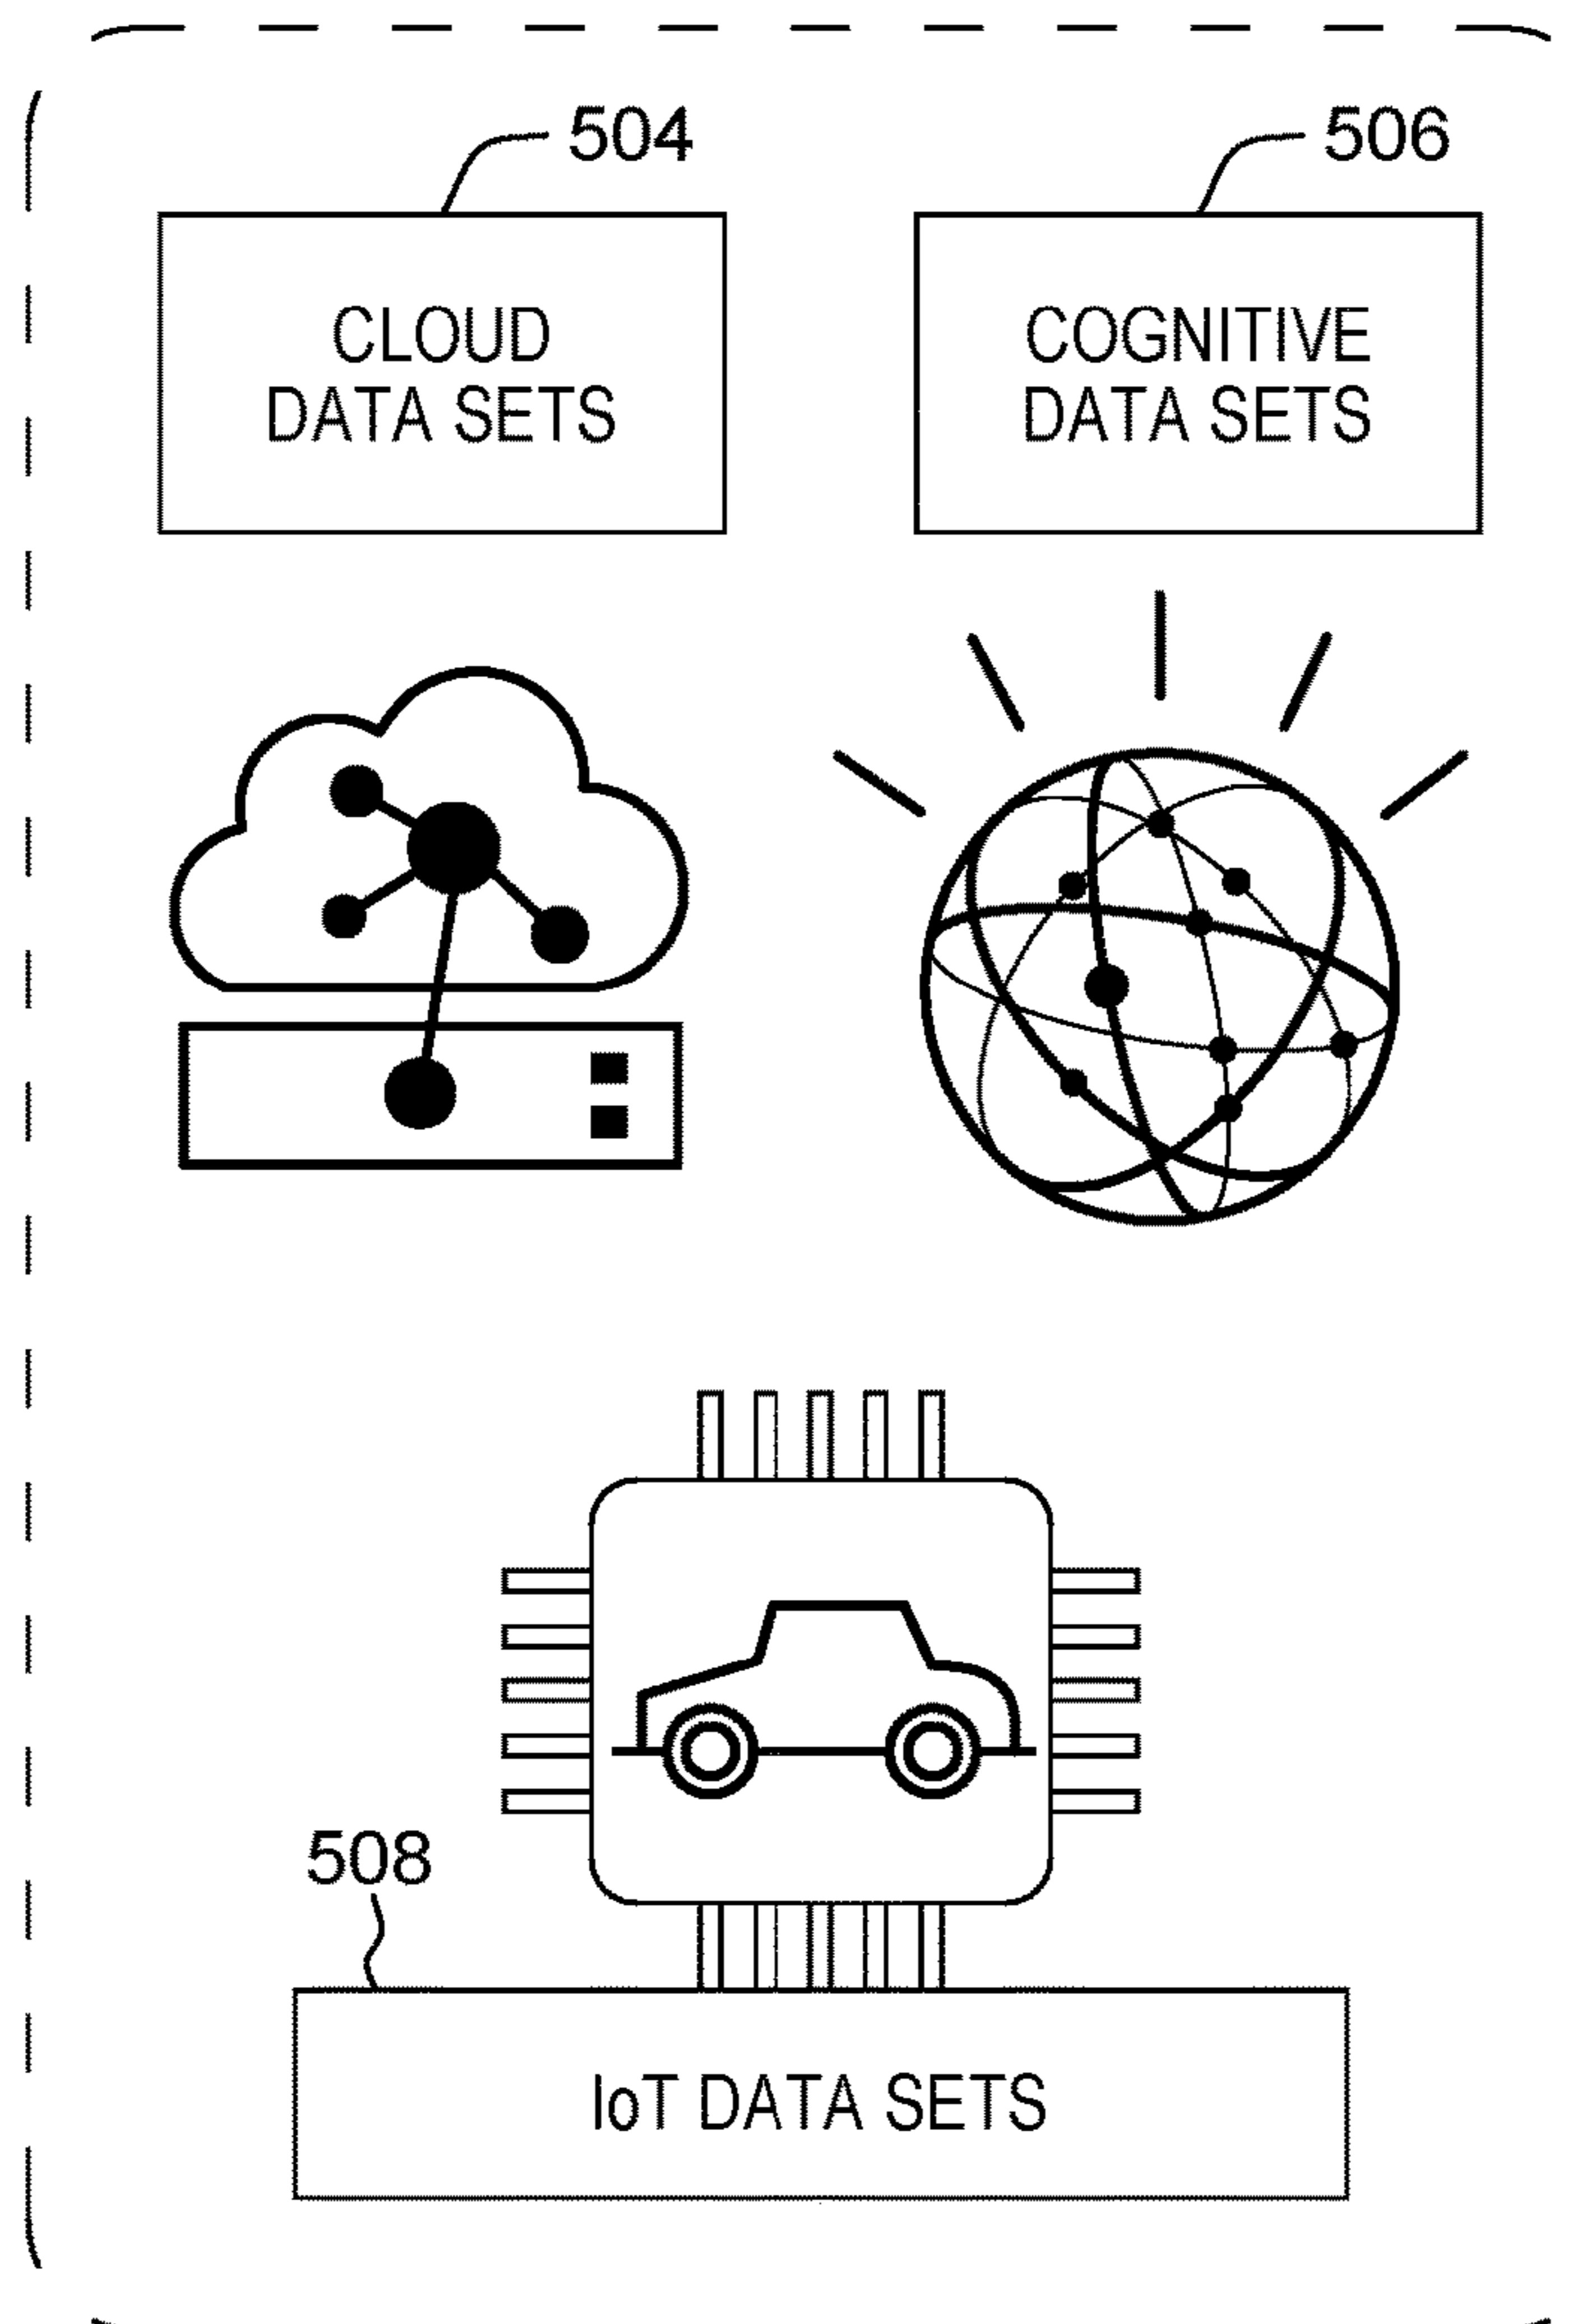 504
506
CLOUD
DATA SETS
COGNITIVE
DATA SETS
508
IoT DATA SETS